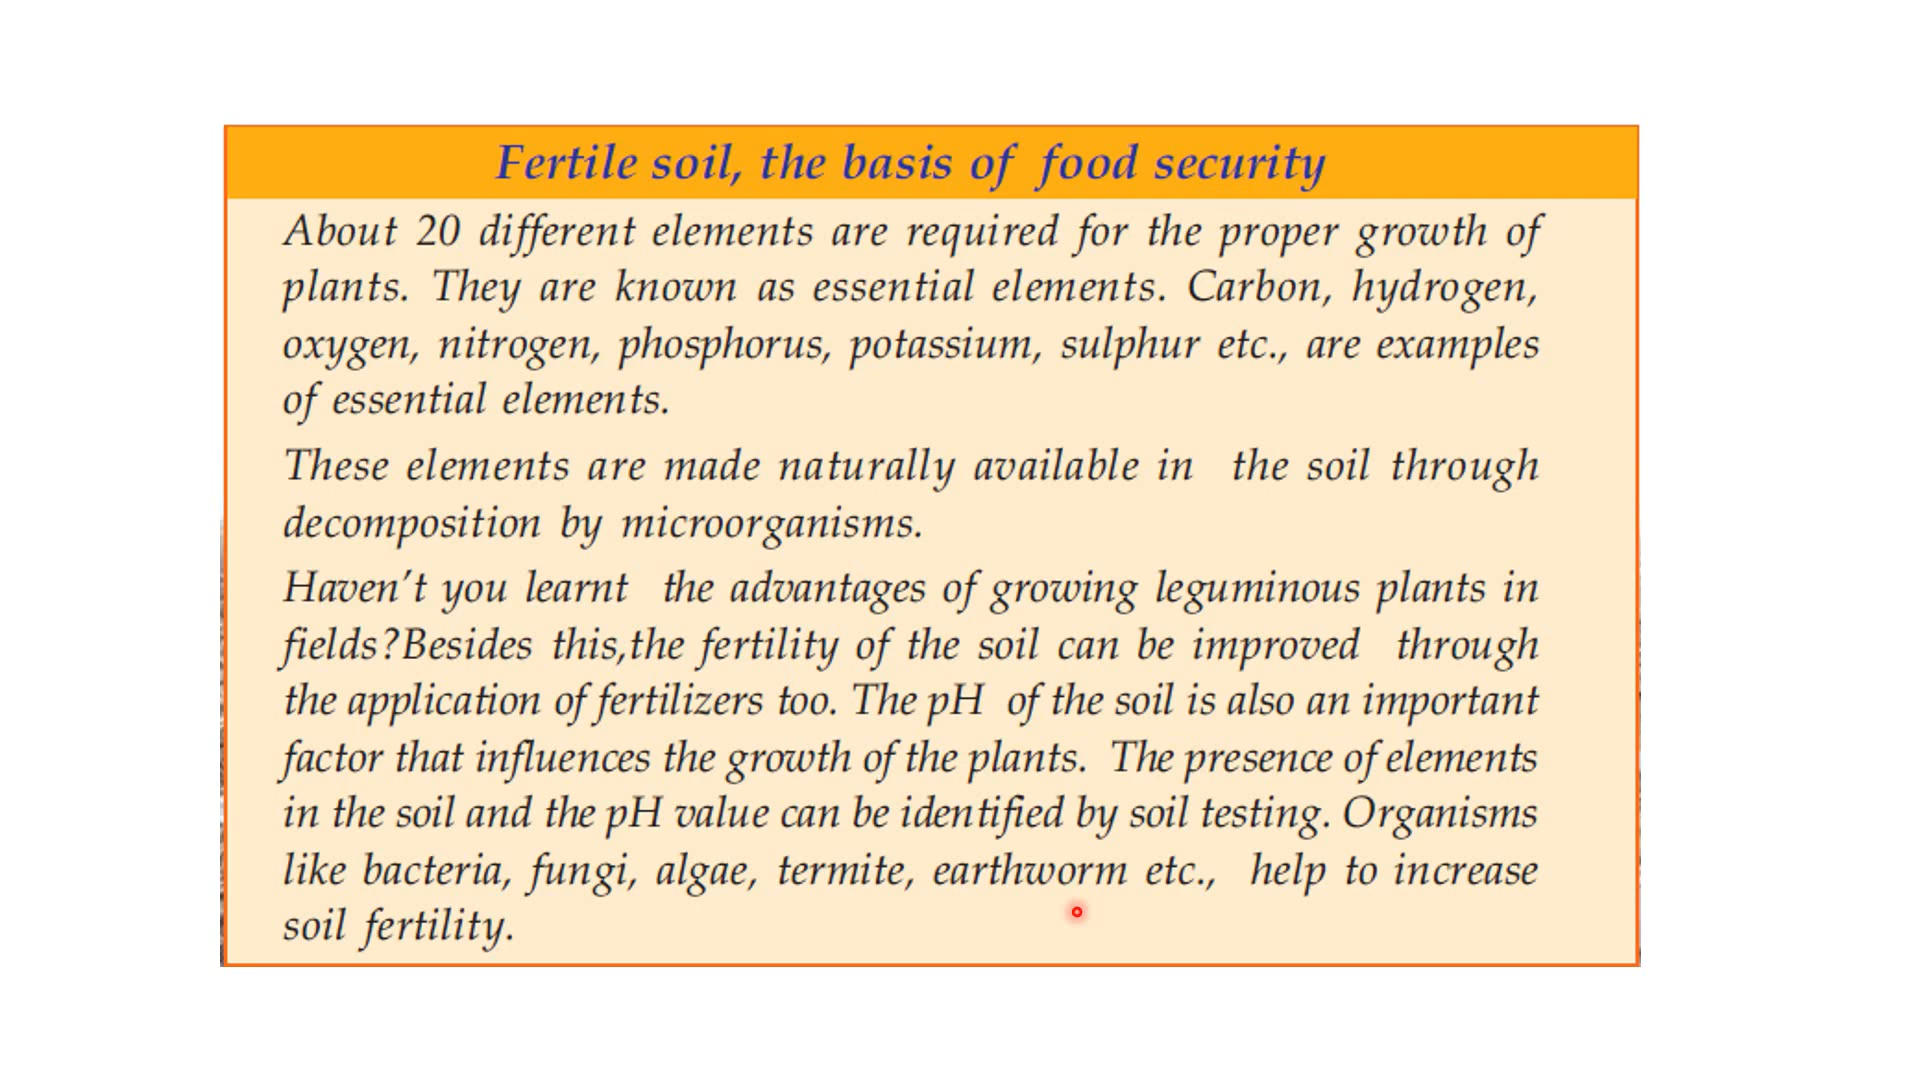 Fertile soil, the basis of food security
About 20 different elements are required for the proper growth of
plants. They are known as essential elements. Carbon, hydrogen,
oxygen, nitrogen, phosphorus, potassium, sulphur etc., are examples
of essential elements.
These elements are made naturally available in the soil through
decomposition by microorganisms.
Haven't you learnt the advantages of growing leguminous plants in
fields?Besides this,the fertility of the soil can be improved through
the application of fertilizers too. The pH of the soil is also an important
factor that influences the growth of the plants. The presence of elements
in the soil and the pH value can be identified by soil testing. Organisms
like bacteria, fungi, algae, termite, earthworm etc., help to increase
soil fertility.